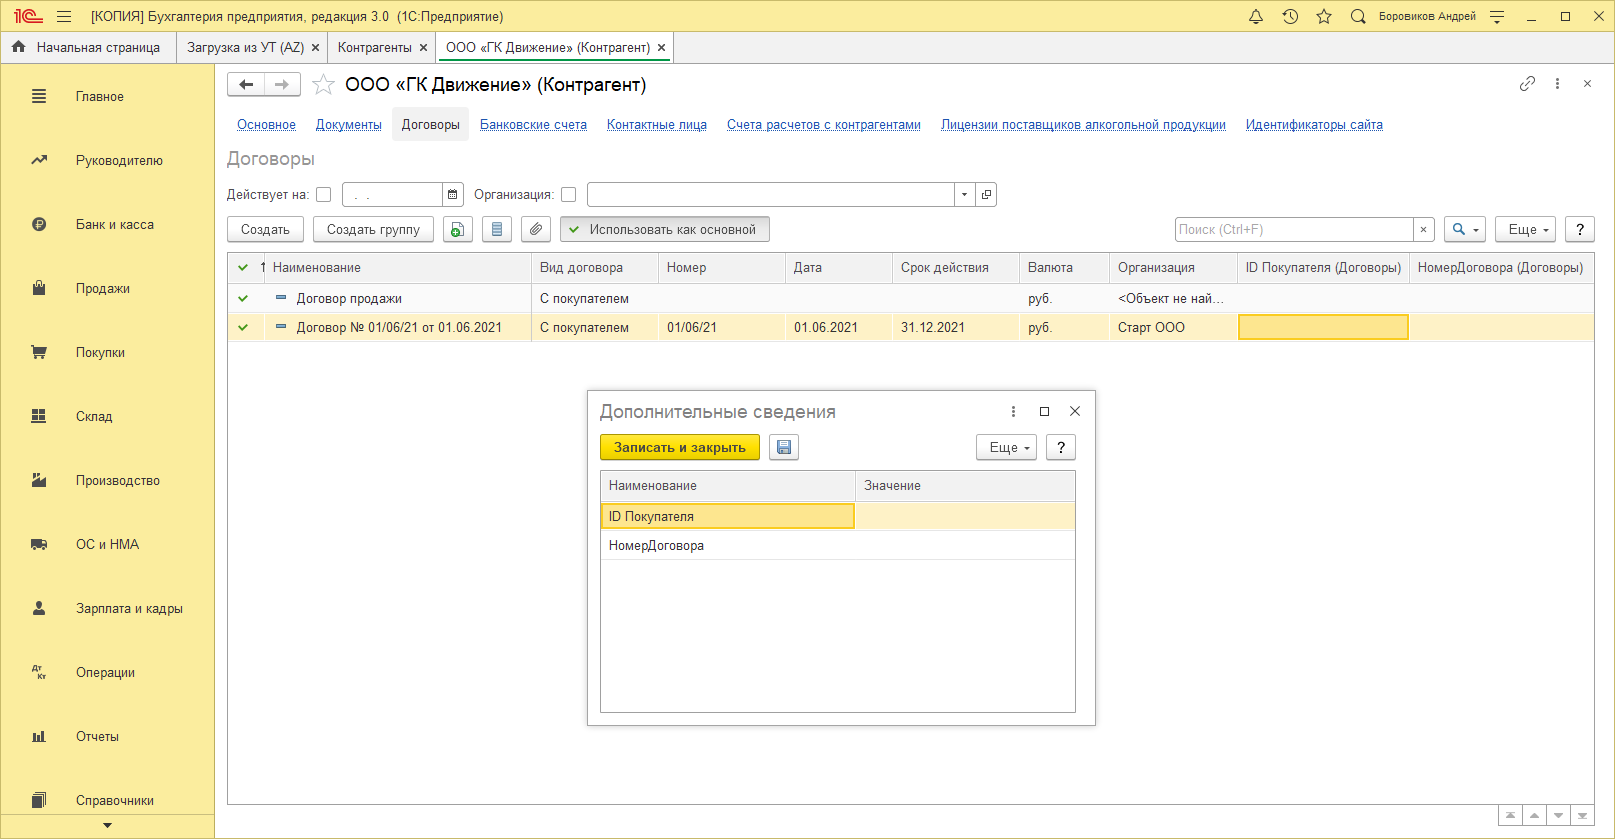 1С [КОПИЯ] Бухгалтерия предприятия, редакция 3.0 (1С:Предприятие) Боровиков Андрей
Начальная страница Загрузка из УТ (AZ) Контрагенты ООО «ГК Движение» (Контрагент)
Главное
Руководителю
Банк и касса
Продажи
Покупки
Склад
Производство
ОС и НМА
Зарплата и кадры
Дт
Кт
Операции
Отчеты
Справочники
ООО «ГК Движение» (Контрагент)
Основное Документы Договоры Банковские счета Контактные лица Счета расчетов с контрагентами Лицензии поставщиков алкогольной продукции Идентификаторы сайта
Договоры
Действует на: . . Организация:
Создать Создать группу Использовать как основной Поиск (Ctrl+F) × Еще ?
Наименование Вид договора Номер Дата Срок действия Валюта Организация ID Покупателя (Договоры) НомерДоговора (Договоры)
Договор продажи С покупателем руб. <Объект не най...
Договор № 01/06/21 от 01.06.2021 С покупателем 01/06/21 01.06.2021 31.12.2021 руб. Старт ООО
Дополнительные сведения
Записать и закрыть Еще ?
Наименование Значение
ID Покупателя
НомерДоговора